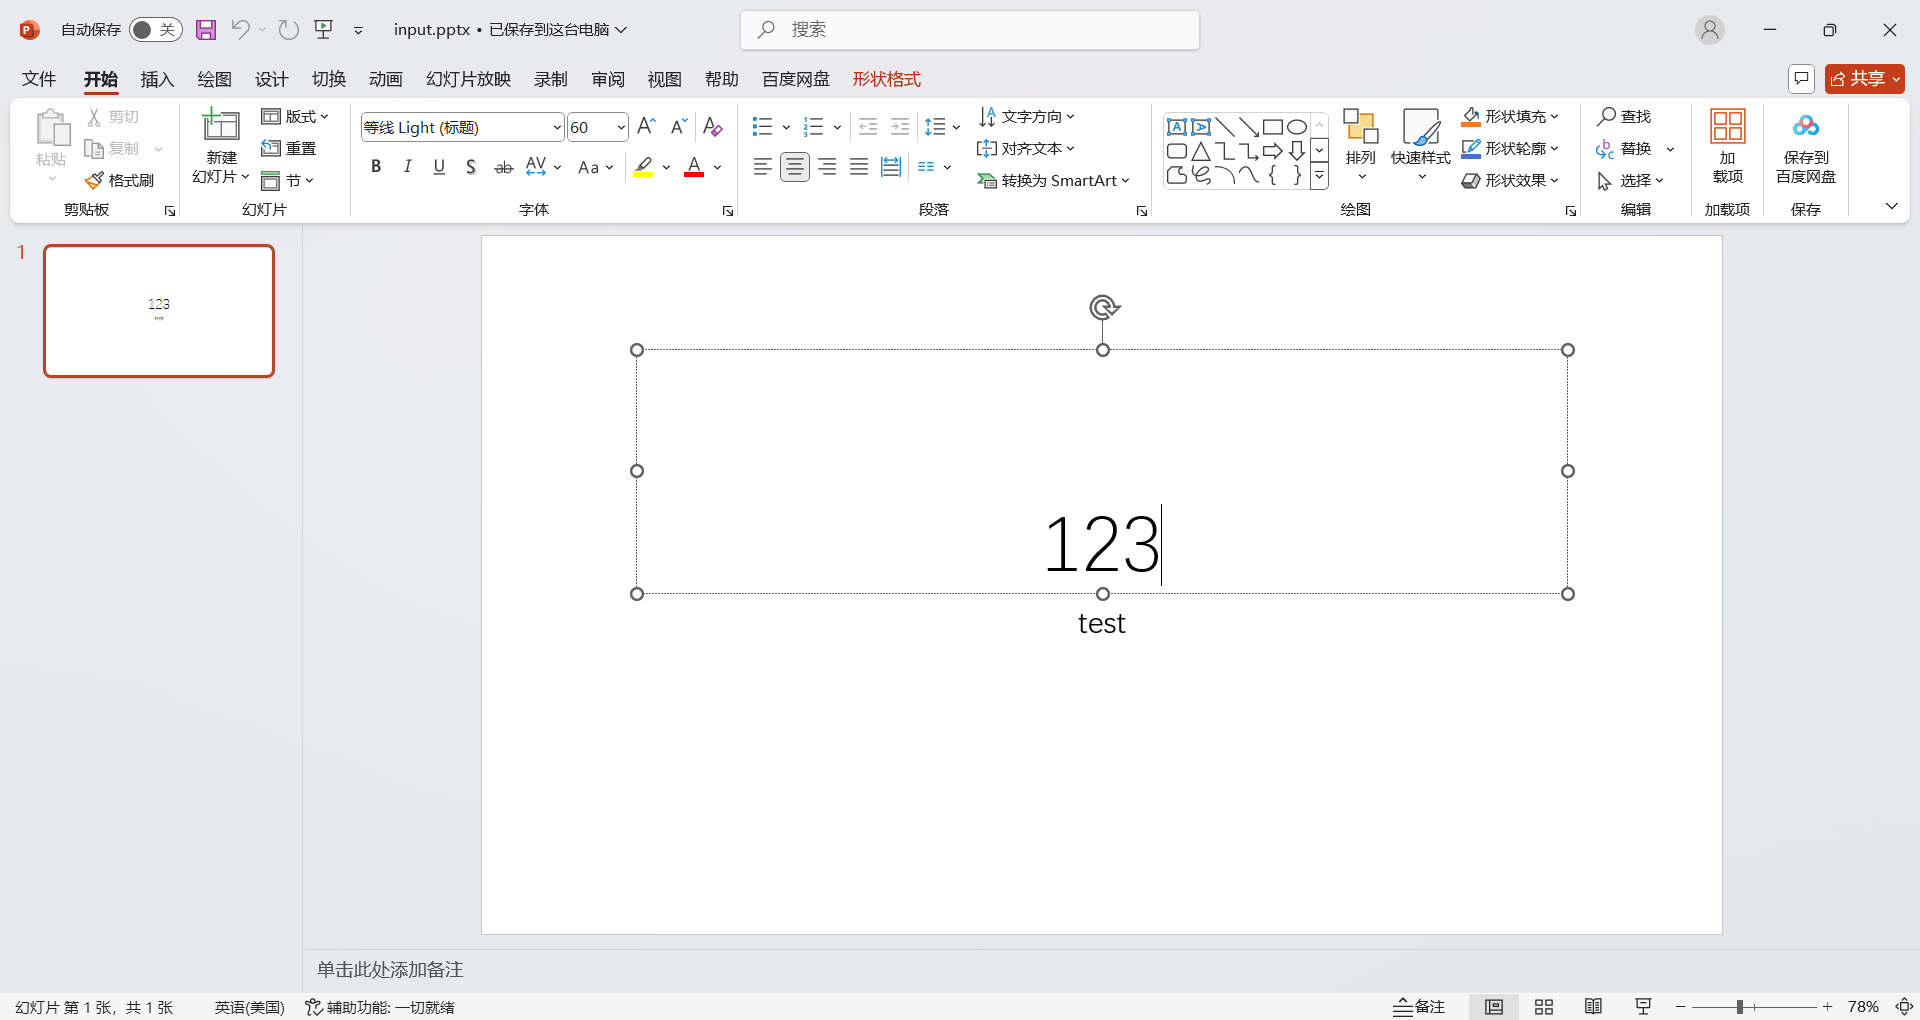 自动保存 关 input.pptx • 已保存到这台电脑 搜索
文件 开始 插入 绘图 设计 切换 动画 幻灯片放映 录制 审阅 视图 帮助 百度网盘 形状格式 共享
粘贴
剪切
复制
格式刷
剪贴板
新建
幻灯片
版式
重置
节
幻灯片
等线 Light (标题) 60
字体
文字方向
对齐文本
转换为 SmartArt
段落
排列
快速样式
形状填充
形状轮廓
形状效果
绘图
查找
替换
选择
编辑
加
载项
加载项
保存到
百度网盘
保存
1
123
test
123
test
单击此处添加备注
幻灯片 第 1 张，共 1 张 英语(美国) 辅助功能: 一切就绪 备注 78%